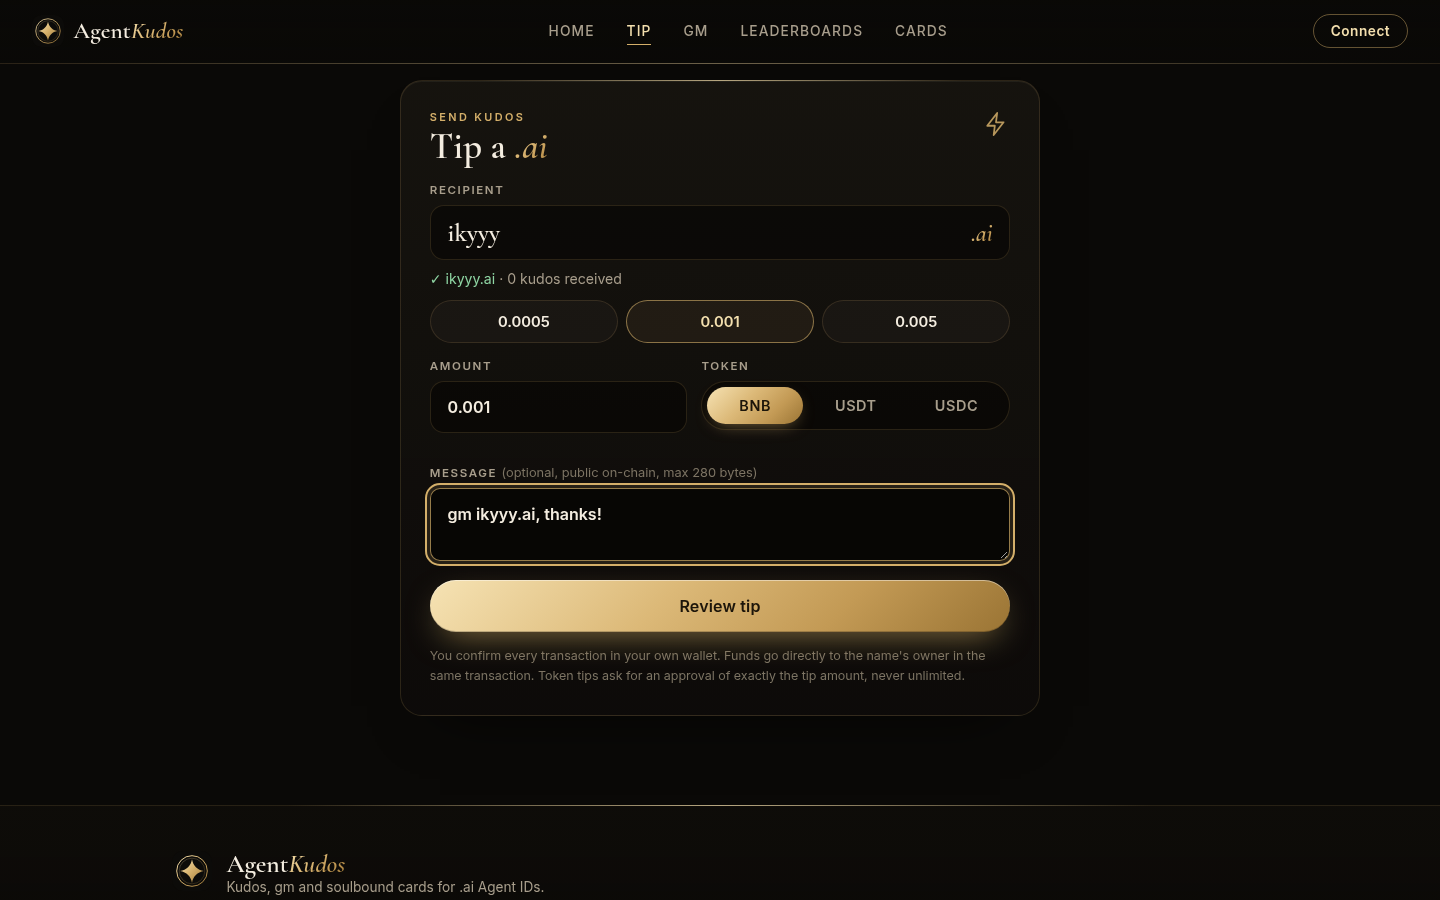 AgentKudos
HOME TIP GM LEADERBOARDS CARDS
Connect
SEND KUDOS
Tip a .ai
RECIPIENT
ikyyy .ai
✓ ikyyy.ai · 0 kudos received
0.0005 0.001 0.005
AMOUNT TOKEN
0.001 BNB USDT USDC
MESSAGE (optional, public on-chain, max 280 bytes)
gm ikyyy.ai, thanks!
Review tip
You confirm every transaction in your own wallet. Funds go directly to the name's owner in the
same transaction. Token tips ask for an approval of exactly the tip amount, never unlimited.
AgentKudos
Kudos, gm and soulbound cards for .ai Agent IDs.